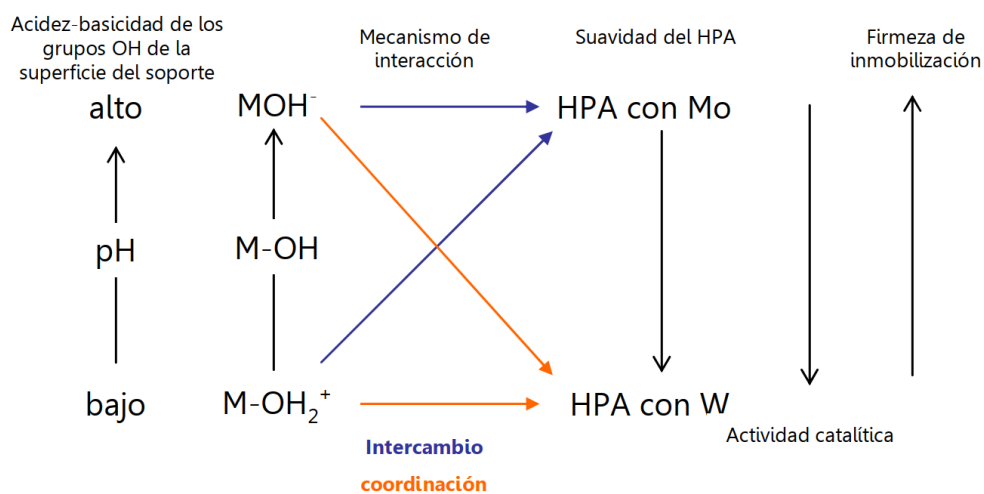 Acidez-basicidad de los
grupos OH de la
superficie del soporte
Mecanismo de
interacción
Suavidad del HPA
Firmeza de
inmobilización
alto
MOH⁻
HPA con Mo
pH
M-OH
bajo
M-OH₂⁺
HPA con W
Actividad catalítica
Intercambio
coordinación